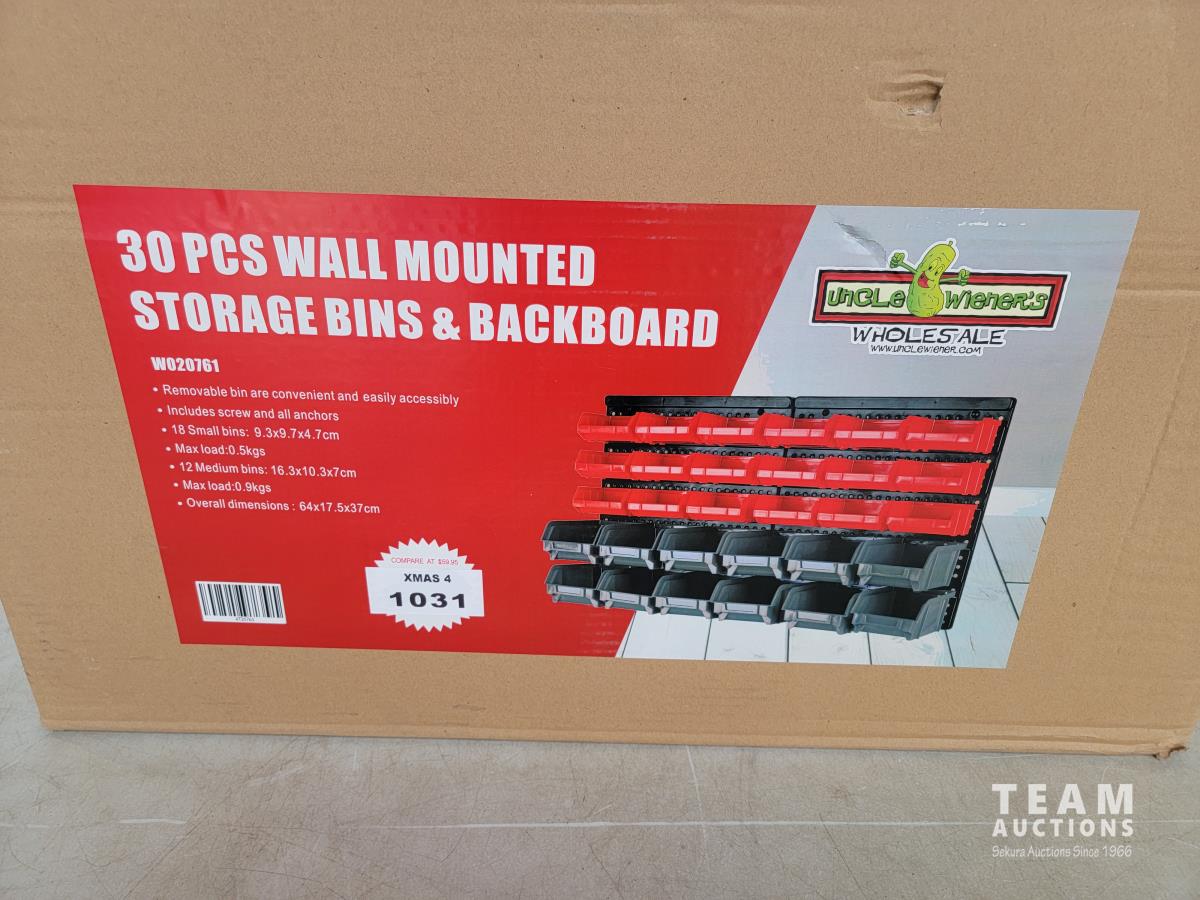 30 PCS WALL MOUNTED
STORAGE BINS & BACKBOARD
WO20761
• Removable bin are convenient and easily accessibly
• Includes screw and all anchors
• 18 Small bins: 9.3x9.7x4.7cm
• Max load:0.5kgs
• 12 Medium bins: 16.3x10.3x7cm
• Max load:0.9kgs
• Overall dimensions : 64x17.5x37cm
UNCLE WIENER'S
WHOLESALE
WWW.UNCLEWIENER.COM
COMPARE AT $59.95
XMAS 4
1031
TEAM
AUCTIONS
Sekura Auctions Since 1966